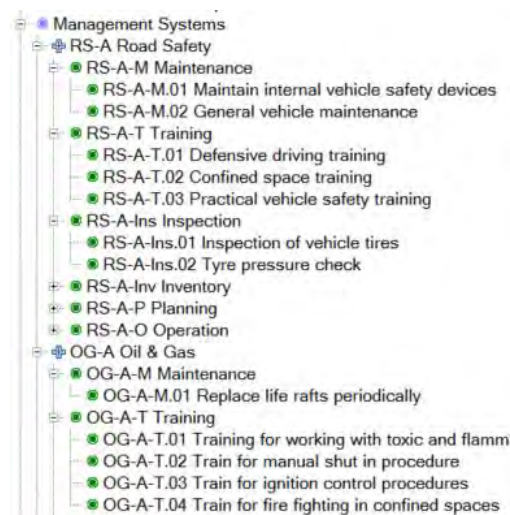 Management Systems
RS-A Road Safety
RS-A-M Maintenance
RS-A-M.01 Maintain internal vehicle safety devices
RS-A-M.02 General vehicle maintenance
RS-A-T Training
RS-A-T.01 Defensive driving training
RS-A-T.02 Confined space training
RS-A-T.03 Practical vehicle safety training
RS-A-Ins Inspection
RS-A-Ins.01 Inspection of vehicle tires
RS-A-Ins.02 Tyre pressure check
RS-A-Inv Inventory
RS-A-P Planning
RS-A-O Operation
OG-A Oil & Gas
OG-A-M Maintenance
OG-A-M.01 Replace life rafts periodically
OG-A-T Training
OG-A-T.01 Training for working with toxic and flamm
OG-A-T.02 Train for manual shut in procedure
OG-A-T.03 Train for ignition control procedures
OG-A-T.04 Train for fire fighting in confined spaces